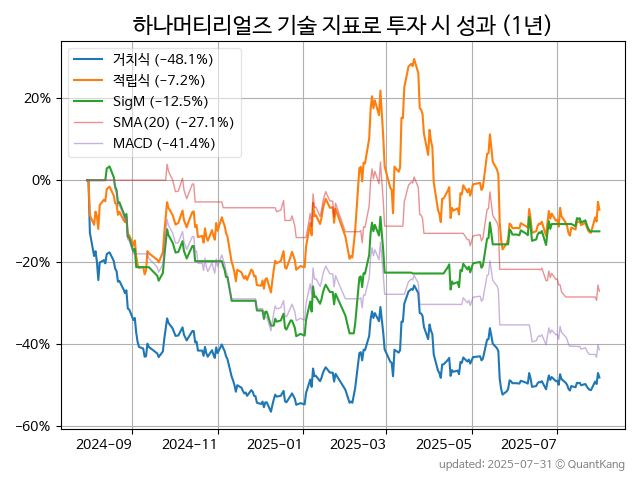 하나머티리얼즈 기술 지표로 투자 시 성과 (1년)
거치식 (−48.1%)
적립식 (−7.2%)
SigM (−12.5%)
SMA(20) (−27.1%)
MACD (−41.4%)
20%
0%
−20%
−40%
−60%
2024−09 2024−11 2025−01 2025−03 2025−05 2025−07
updated: 2025-07-31 © QuantKang